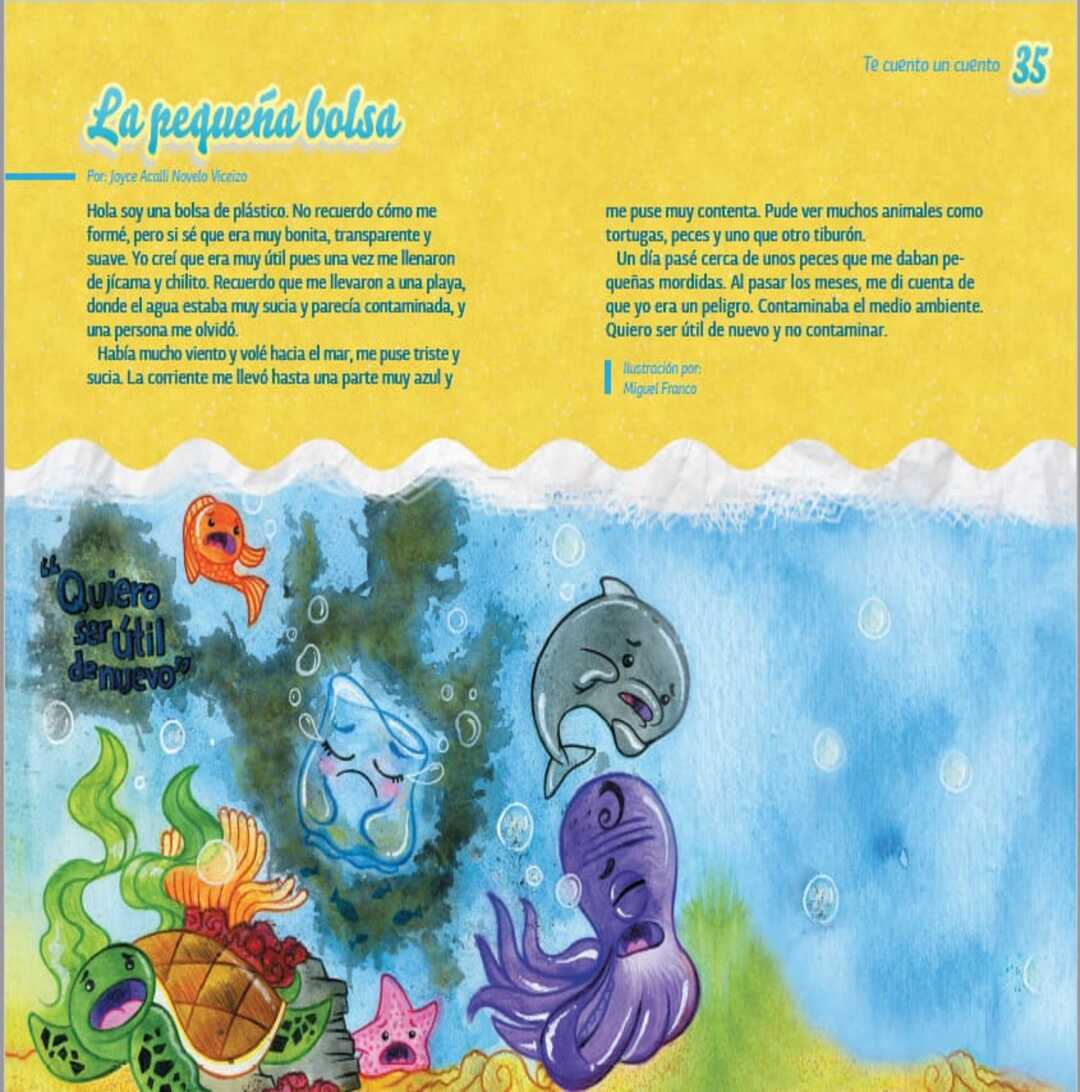 Te cuento un cuento 35
La pequeña bolsa
Por: Joyce Acalli Novelo Viceizo
Hola soy una bolsa de plástico. No recuerdo cómo me
formé, pero si sé que era muy bonita, transparente y
suave. Yo creí que era muy útil pues una vez me llenaron
de jícama y chilito. Recuerdo que me llevaron a una playa,
donde el agua estaba muy sucia y parecía contaminada, y
una persona me olvidó.
Había mucho viento y volé hacia el mar, me puse triste y
sucia. La corriente me llevó hasta una parte muy azul y
me puse muy contenta. Pude ver muchos animales como
tortugas, peces y uno que otro tiburón.
Un día pasé cerca de unos peces que me daban pe-
queñas mordidas. Al pasar los meses, me di cuenta de
que yo era un peligro. Contaminaba el medio ambiente.
Quiero ser útil de nuevo y no contaminar.
Ilustración por:
Miguel Franco
“Quiero
ser útil
de nuevo”